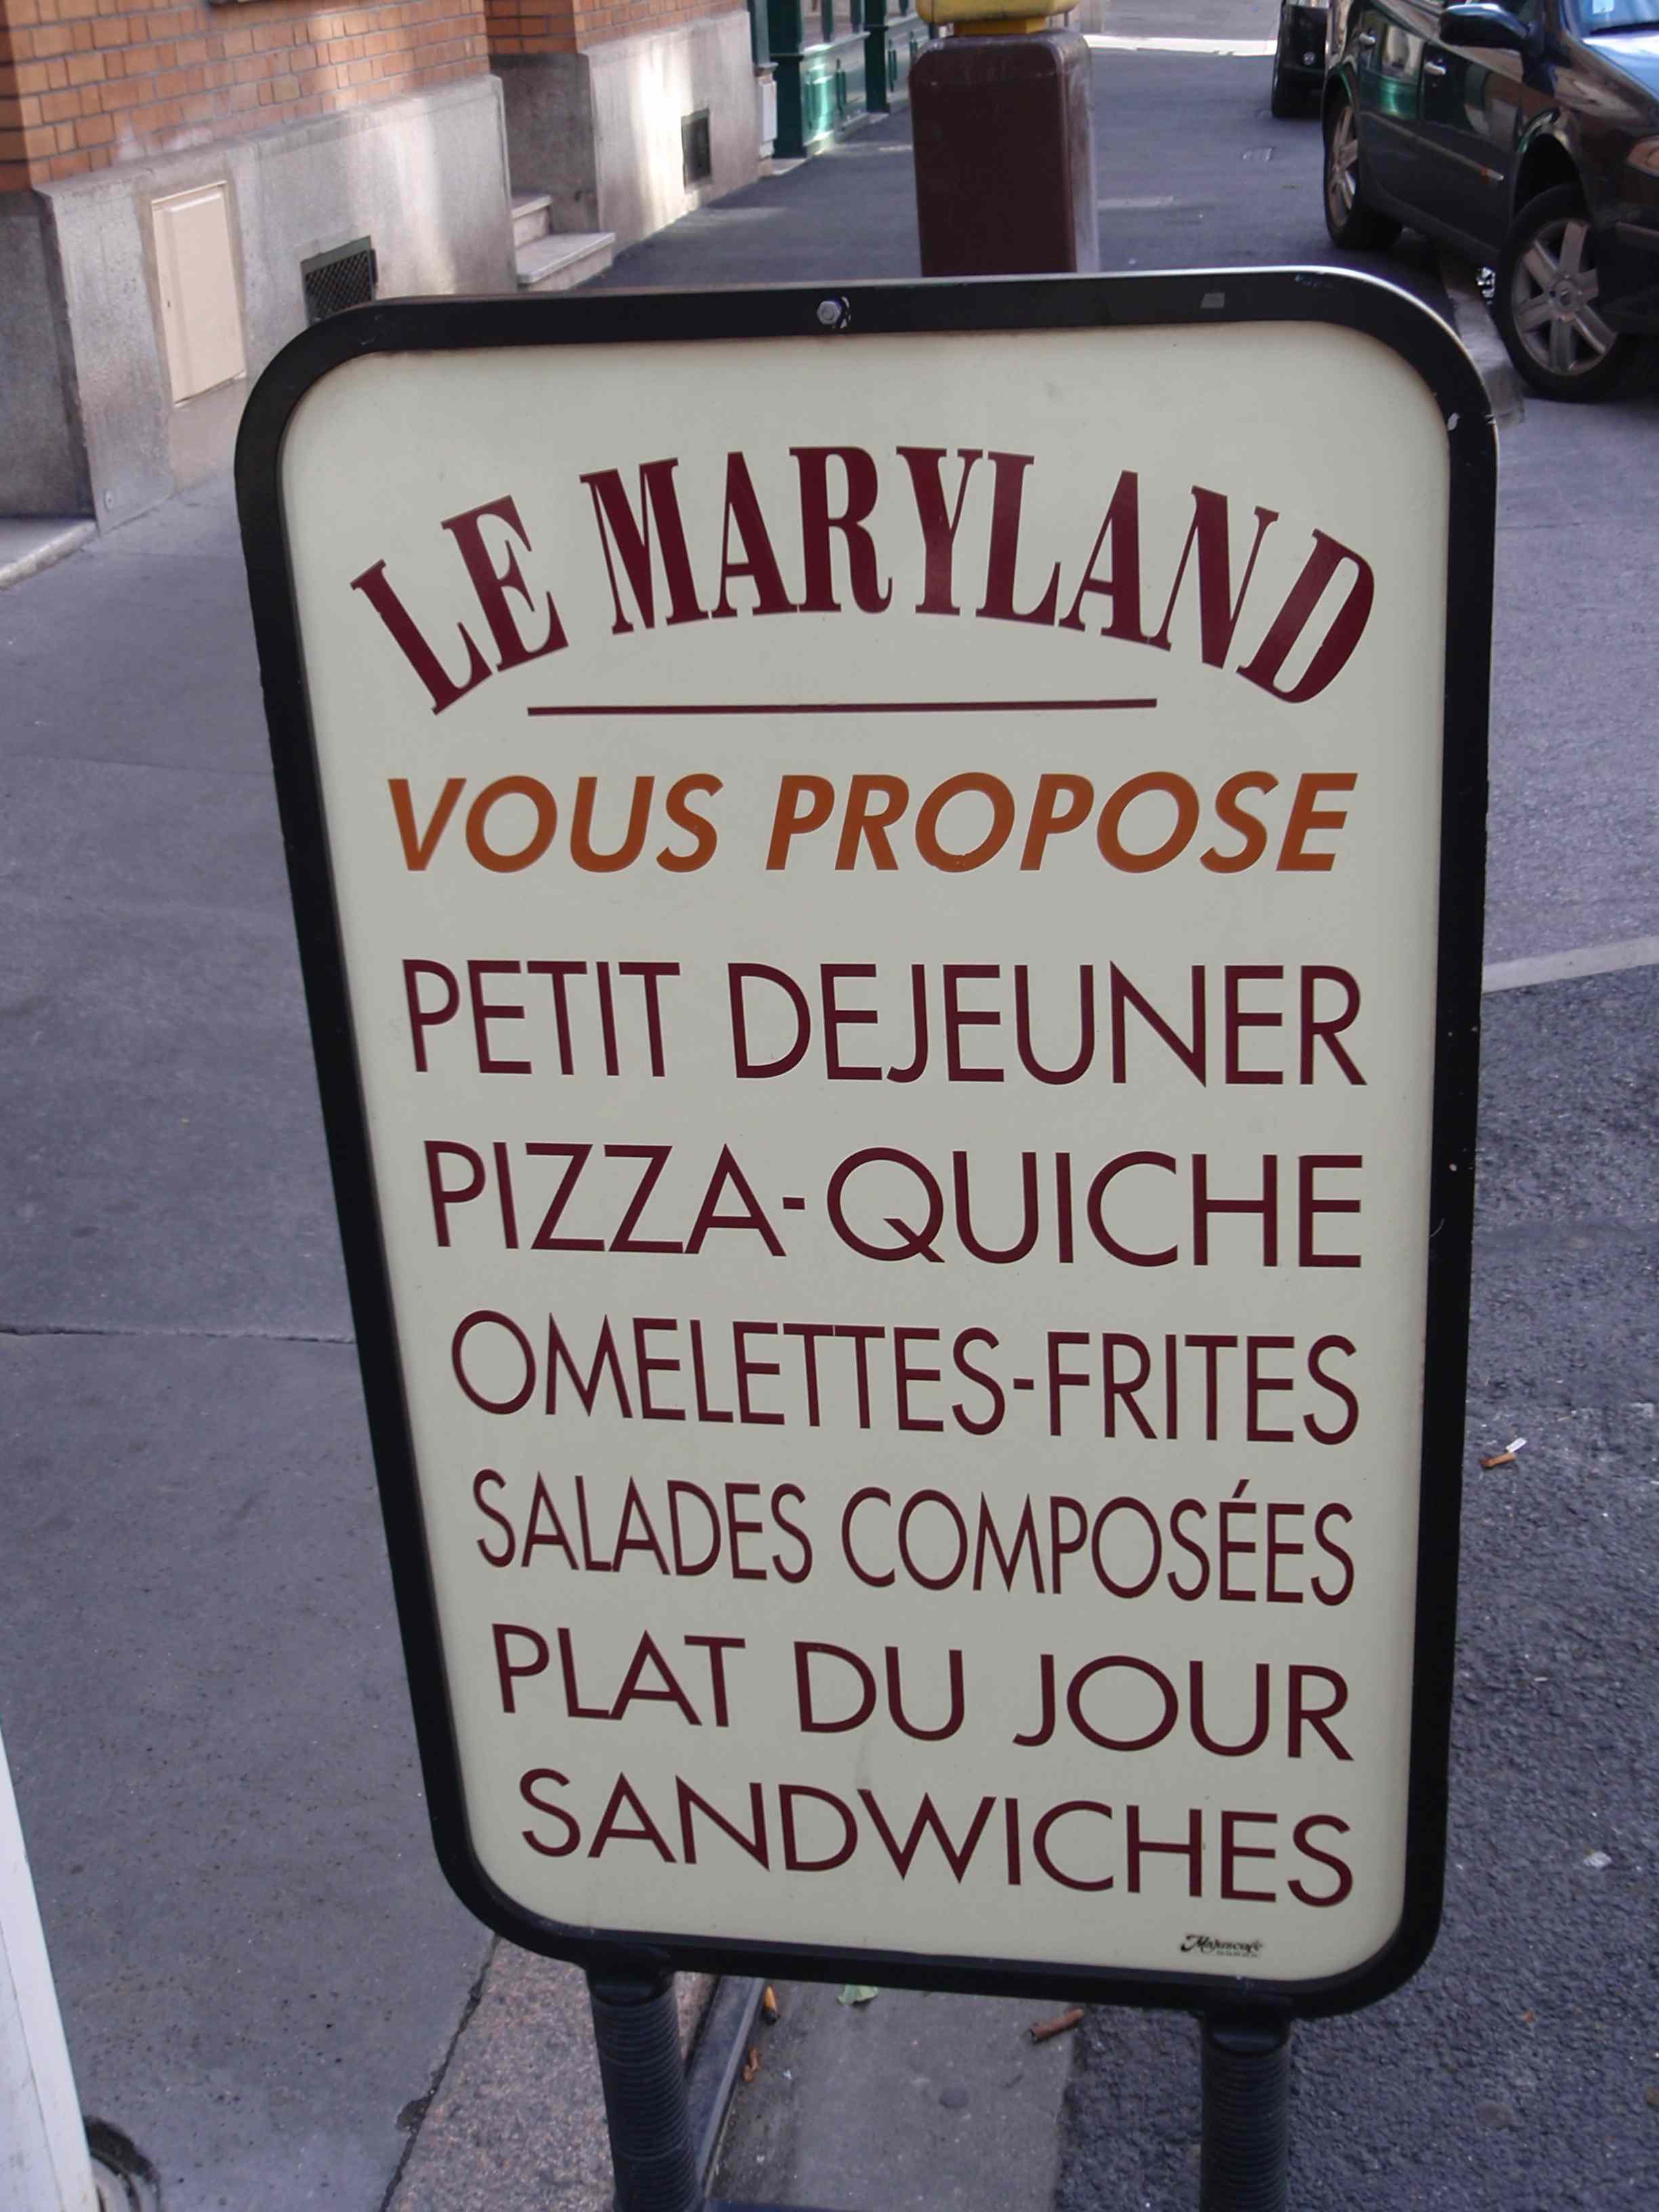 LE MARYLAND
VOUS PROPOSE
PETIT DEJEUNER
PIZZA-QUICHE
OMELETTES-FRITES
SALADES COMPOSÉES
PLAT DU JOUR
SANDWICHES